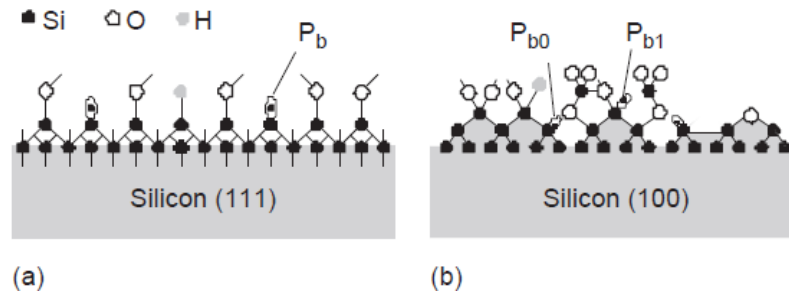 Si O H
P_b
P_b0 P_b1
Silicon (111)
Silicon (100)
(a)
(b)